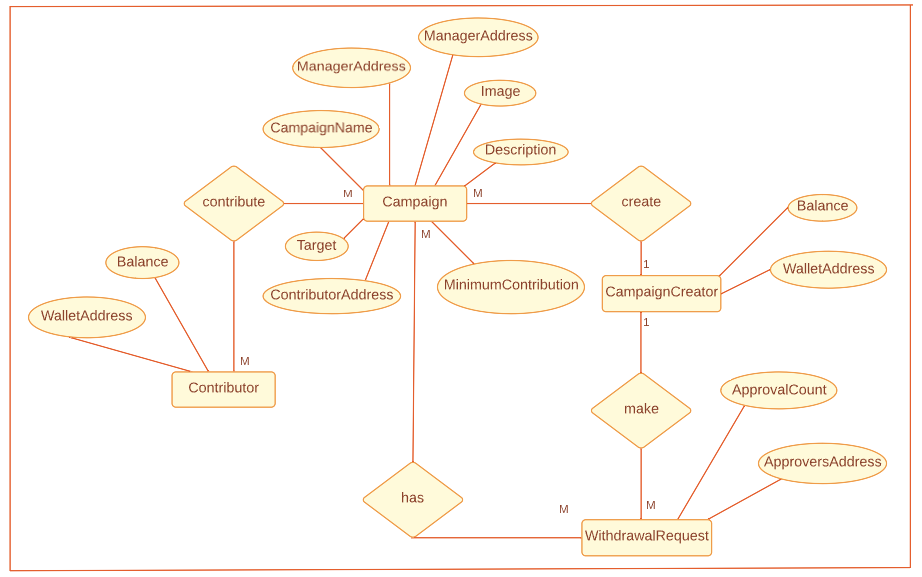 ManagerAddress
ManagerAddress
Image
CampaignName
Description
contribute
M
Campaign
M
create
Balance
Target
M
Balance
ContributorAddress
MinimumContribution
1
WalletAddress
CampaignCreator
WalletAddress
1
M
Contributor
ApprovalCount
make
ApproversAddress
has
M
M
WithdrawalRequest